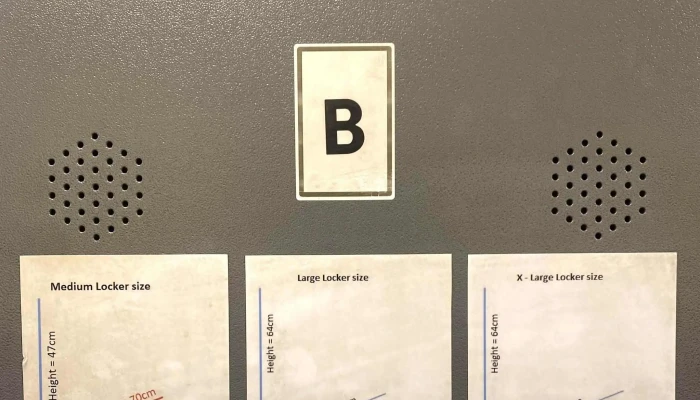 B
Medium Locker size
Height = 47cm
70cm
Large Locker size
Height = 64cm
X - Large Locker size
Height = 64cm